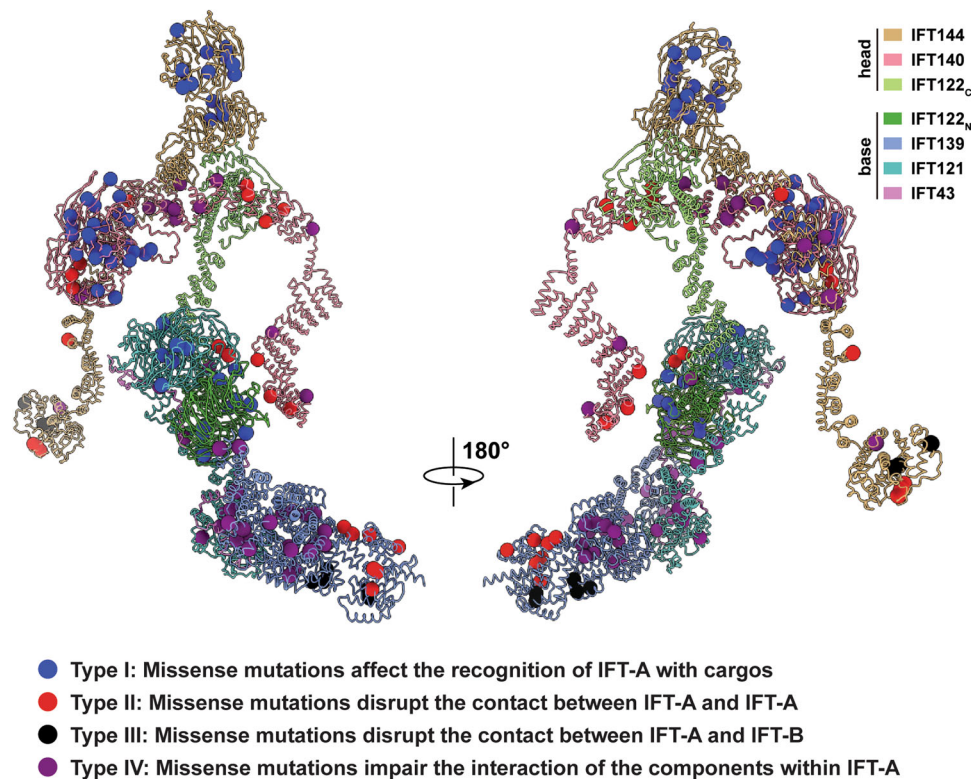 head
IFT144
IFT140
IFT122C
base
IFT122N
IFT139
IFT121
IFT43
180°
Type I: Missense mutations affect the recognition of IFT-A with cargos
Type II: Missense mutations disrupt the contact between IFT-A and IFT-A
Type III: Missense mutations disrupt the contact between IFT-A and IFT-B
Type IV: Missense mutations impair the interaction of the components within IFT-A